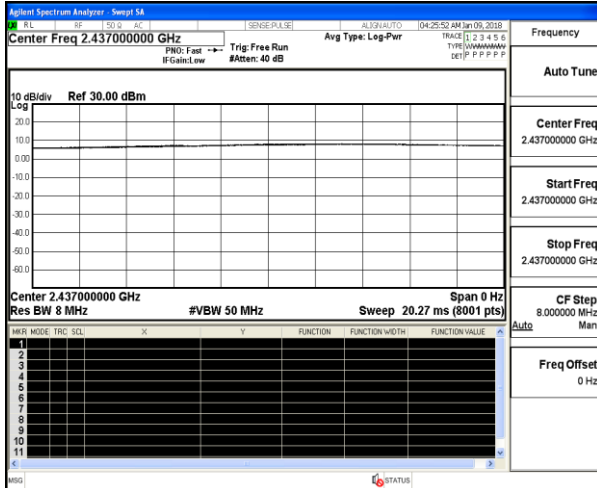 Agilent Spectrum Analyzer - Swept SA
RL RF 50 Ω AC SENSE:PULSE ALIGNAUTO 04:25:52 AM Jan 09, 2018
Center Freq 2.437000000 GHz
PNO: Fast Trig: Free Run
IFGain:Low #Atten: 40 dB
Avg Type: Log-Pwr
TRACE 1 2 3 4 5 6
TYPE WWWWWW
DET P P P P P P
10 dB/div Ref 30.00 dBm
Log
20.0
10.0
0.00
-10.0
-20.0
-30.0
-40.0
-50.0
-60.0
Center 2.437000000 GHz Span 0 Hz
Res BW 8 MHz #VBW 50 MHz Sweep 20.27 ms (8001 pts)
MKR MODE TRC SCL X Y FUNCTION FUNCTION WIDTH FUNCTION VALUE
1
2
3
4
5
6
7
8
9
10
11
MSG STATUS
Frequency
Auto Tune
Center Freq
2.437000000 GHz
Start Freq
2.437000000 GHz
Stop Freq
2.437000000 GHz
CF Step
8.000000 MHz
Auto Man
Freq Offset
0 Hz